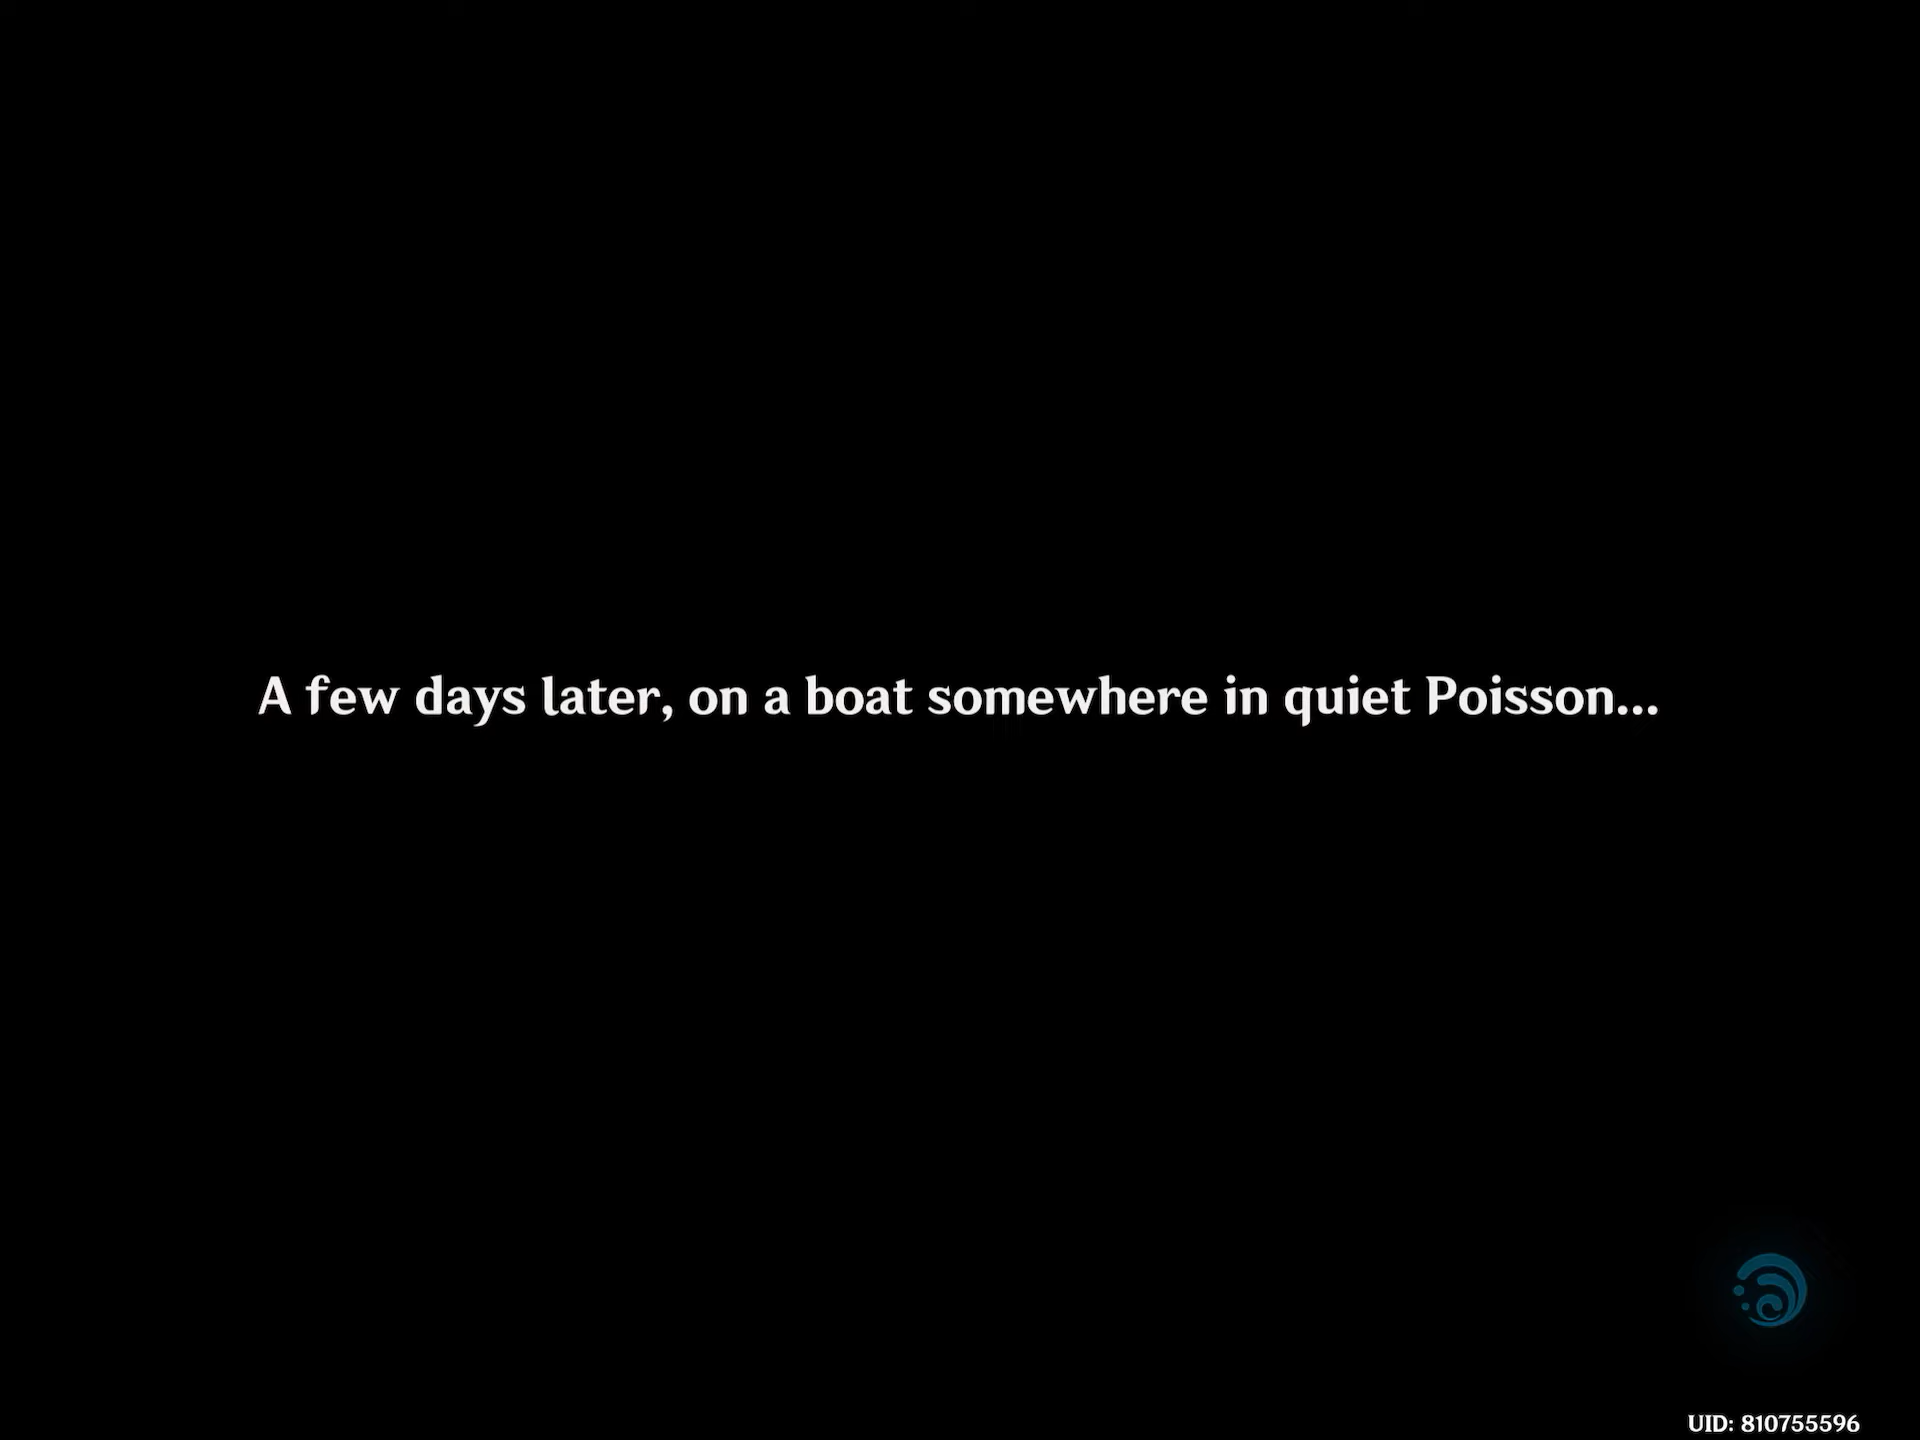 A few days later, on a boat somewhere in quiet Poisson...
UID: 810755596